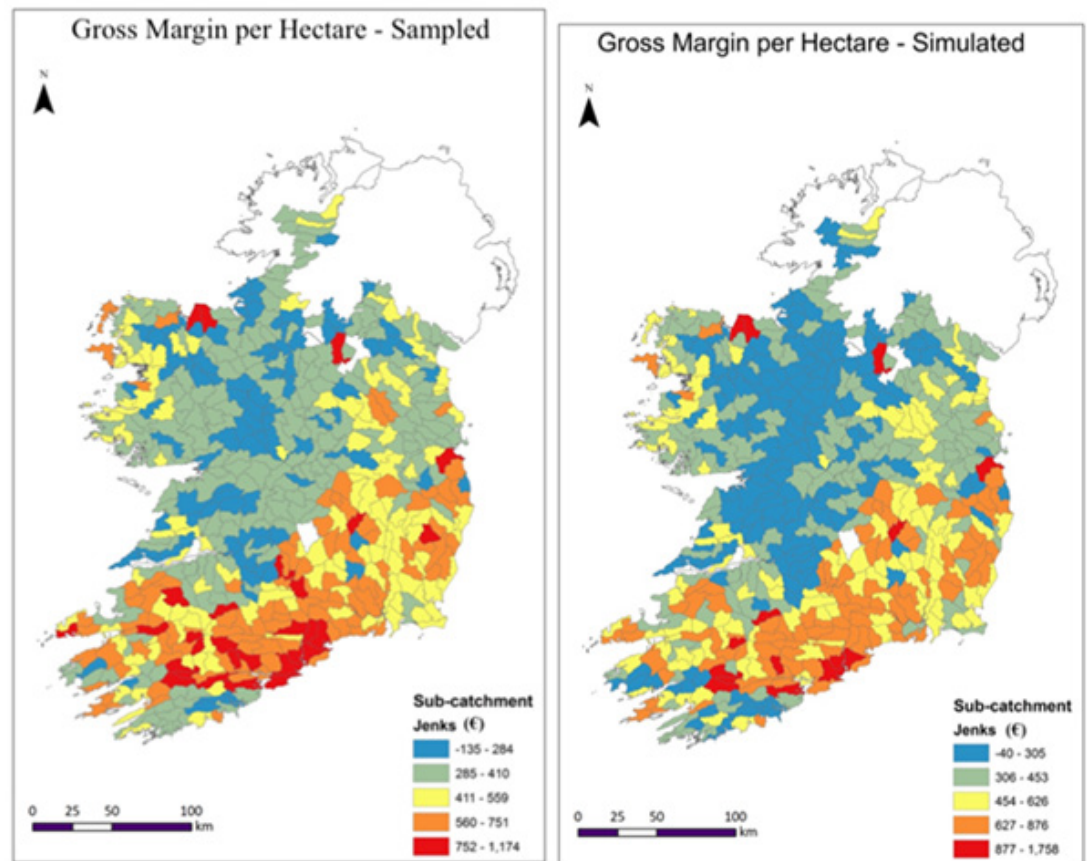 Gross Margin per Hectare - Sampled
N
Sub-catchment
Jenks (€)
-135 - 284
285 - 410
411 - 559
560 - 751
752 - 1,174
0 25 50 100
km
Gross Margin per Hectare - Simulated
N
Sub-catchment
Jenks (€)
-40 - 305
306 - 453
454 - 626
627 - 876
877 - 1,758
0 25 50 100
km